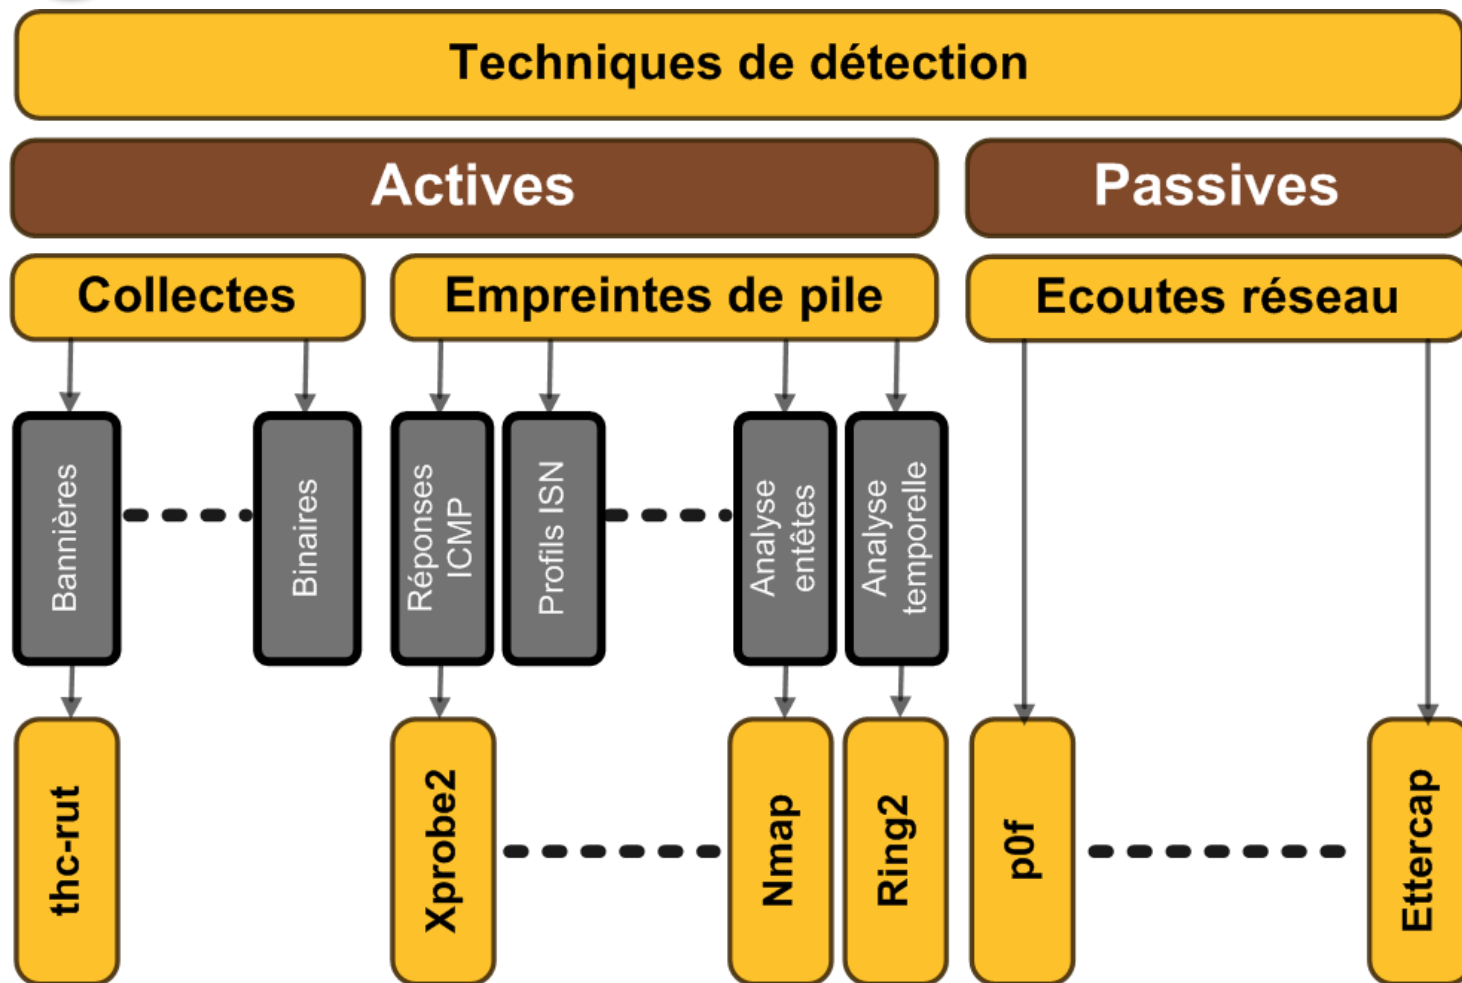 Techniques de détection
Actives
Passives
Collectes
Empreintes de pile
Ecoutes réseau
Bannières
Binaires
Réponses
ICMP
Profils ISN
Analyse
entêtes
Analyse
temporelle
thc-rut
Xprobe2
Nmap
Ring2
p0f
Ettercap